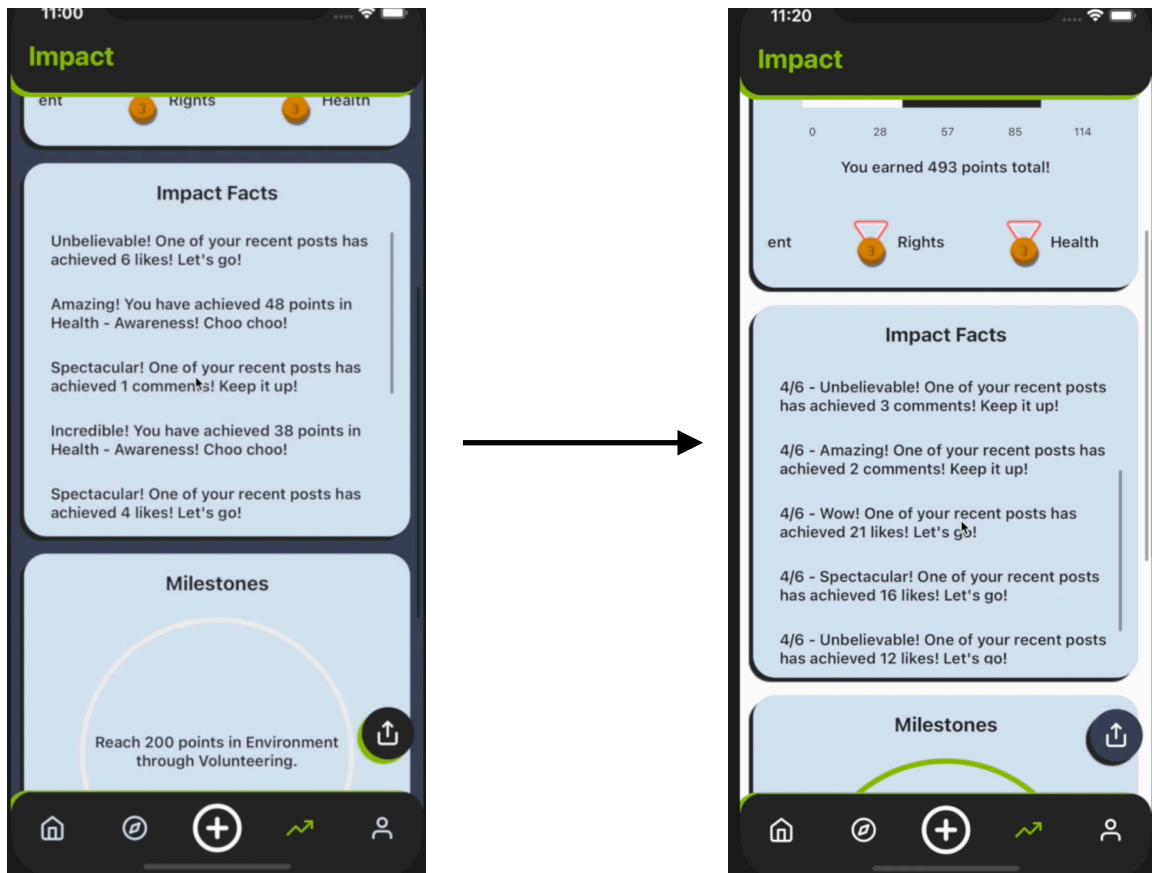 11:00
Impact
ent
3
Rights
3
Health
Impact Facts
Unbelievable! One of your recent posts has
achieved 6 likes! Let's go!
Amazing! You have achieved 48 points in
Health - Awareness! Choo choo!
Spectacular! One of your recent posts has
achieved 1 comments! Keep it up!
Incredible! You have achieved 38 points in
Health - Awareness! Choo choo!
Spectacular! One of your recent posts has
achieved 4 likes! Let's go!
Milestones
Reach 200 points in Environment
through Volunteering.
11:20
Impact
0 28 57 85 114
You earned 493 points total!
ent
3
Rights
3
Health
Impact Facts
4/6 - Unbelievable! One of your recent posts
has achieved 3 comments! Keep it up!
4/6 - Amazing! One of your recent posts has
achieved 2 comments! Keep it up!
4/6 - Wow! One of your recent posts has
achieved 21 likes! Let's go!
4/6 - Spectacular! One of your recent posts
has achieved 16 likes! Let's go!
4/6 - Unbelievable! One of your recent posts
has achieved 12 likes! Let's go!
Milestones